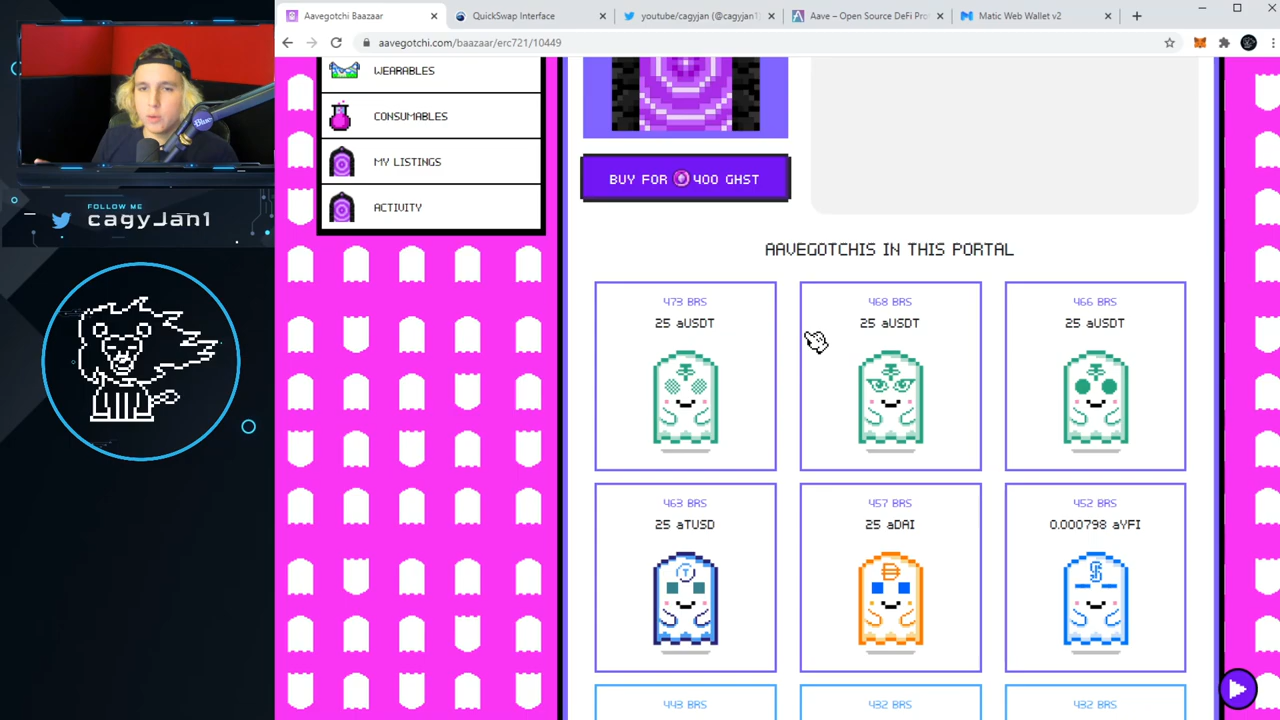 Aavegotchi Baazaar
QuickSwap Interface
youtube/cagyjan (@cagyjan1
Aave – Open Source DeFi Pro
Matic Web Wallet v2
aavegotchi.com/baazaar/erc721/10449
WEARABLES
CONSUMABLES
MY LISTINGS
ACTIVITY
BUY FOR 400 GHST
AAVEGOTCHIS IN THIS PORTAL
473 BRS
25 aUSDT
468 BRS
25 aUSDT
466 BRS
25 aUSDT
463 BRS
25 aTUSD
457 BRS
25 aDAI
452 BRS
0.000798 aYFI
443 BRS
432 BRS
432 BRS
Blue
FOLLOW ME
cagyJan1